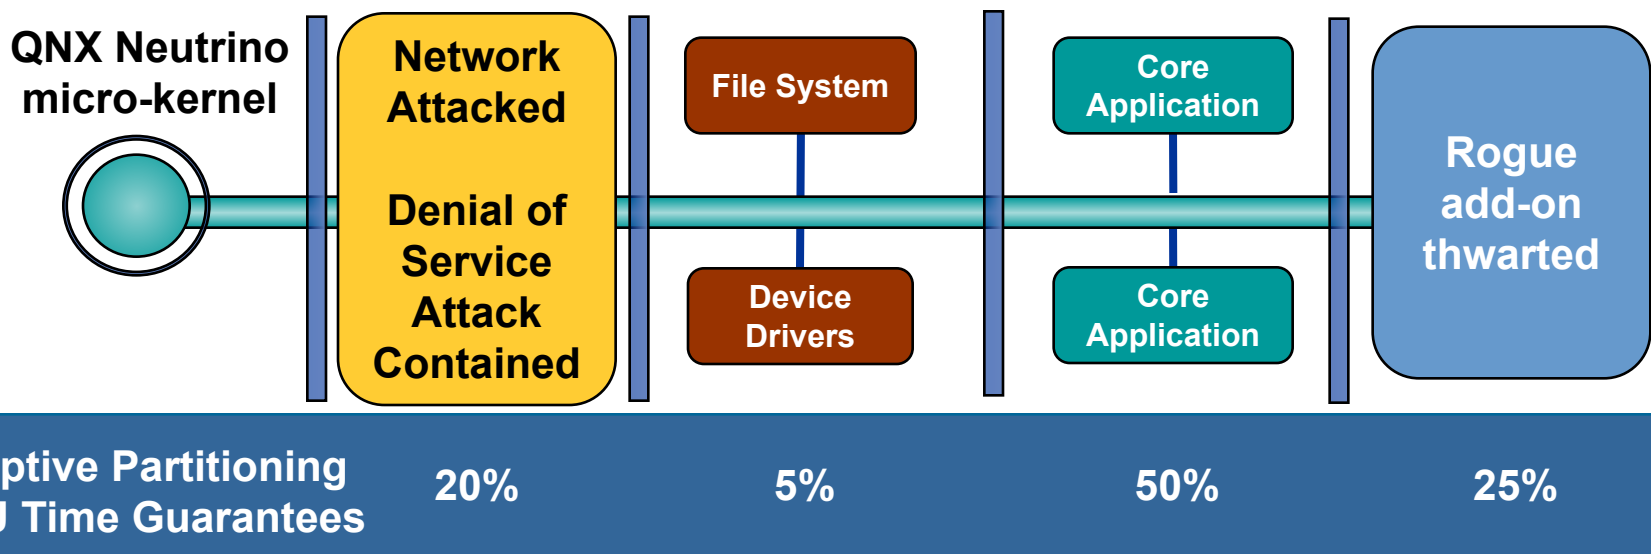 QNX Neutrino
micro-kernel
Network
Attacked
Denial of
Service
Attack
Contained
File System
Device
Drivers
Core
Application
Core
Application
Rogue
add-on
thwarted
ptive Partitioning
Time Guarantees
20%
5%
50%
25%